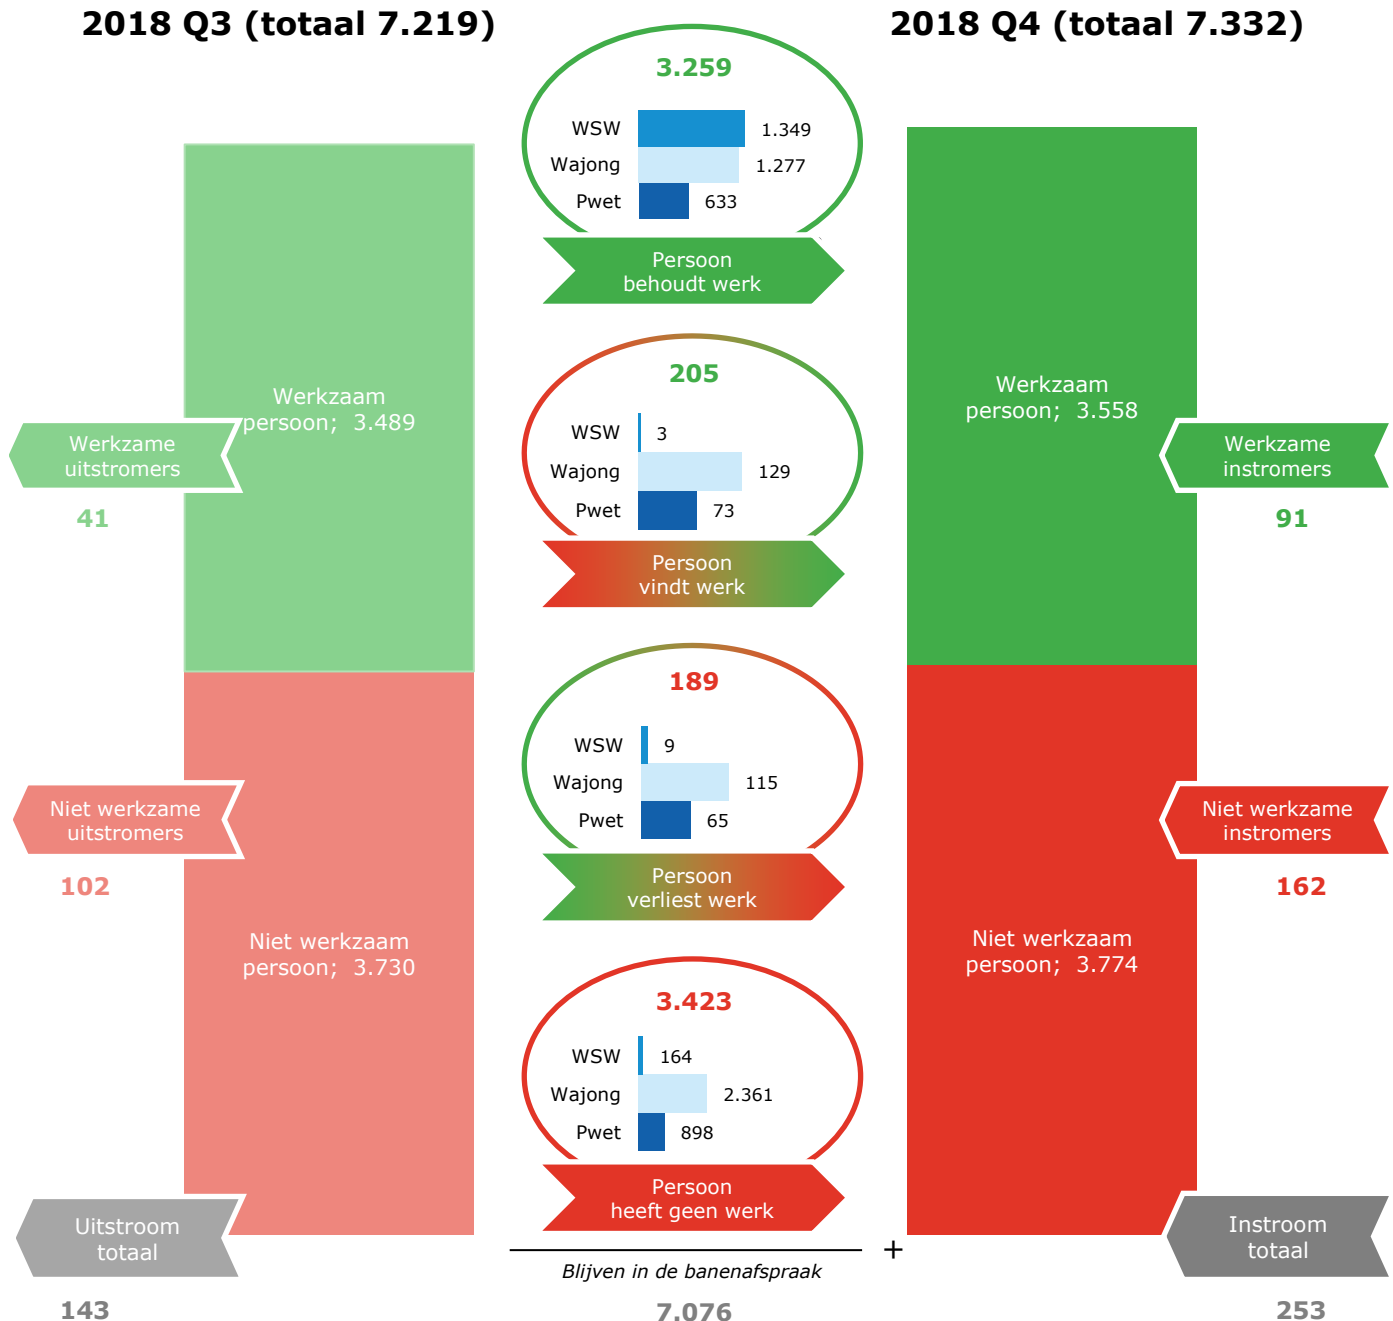 2018 Q3 (totaal 7.219)
2018 Q4 (totaal 7.332)
3.259
WSW 1.349
Wajong 1.277
Pwet 633
Persoon
behoudt werk
205
WSW 3
Wajong 129
Pwet 73
Persoon
vindt werk
189
WSW 9
Wajong 115
Pwet 65
Persoon
verliest werk
3.423
WSW 164
Wajong 2.361
Pwet 898
Persoon
heeft geen werk
Blijven in de banenafspraak
7.076
+
Werkzaam
persoon; 3.489
Werkzame
uitstromers
41
Niet werkzame
uitstromers
102
Niet werkzaam
persoon; 3.730
Uitstroom
totaal
143
Werkzaam
persoon; 3.558
Werkzame
instromers
91
Niet werkzame
instromers
162
Niet werkzaam
persoon; 3.774
Instroom
totaal
253